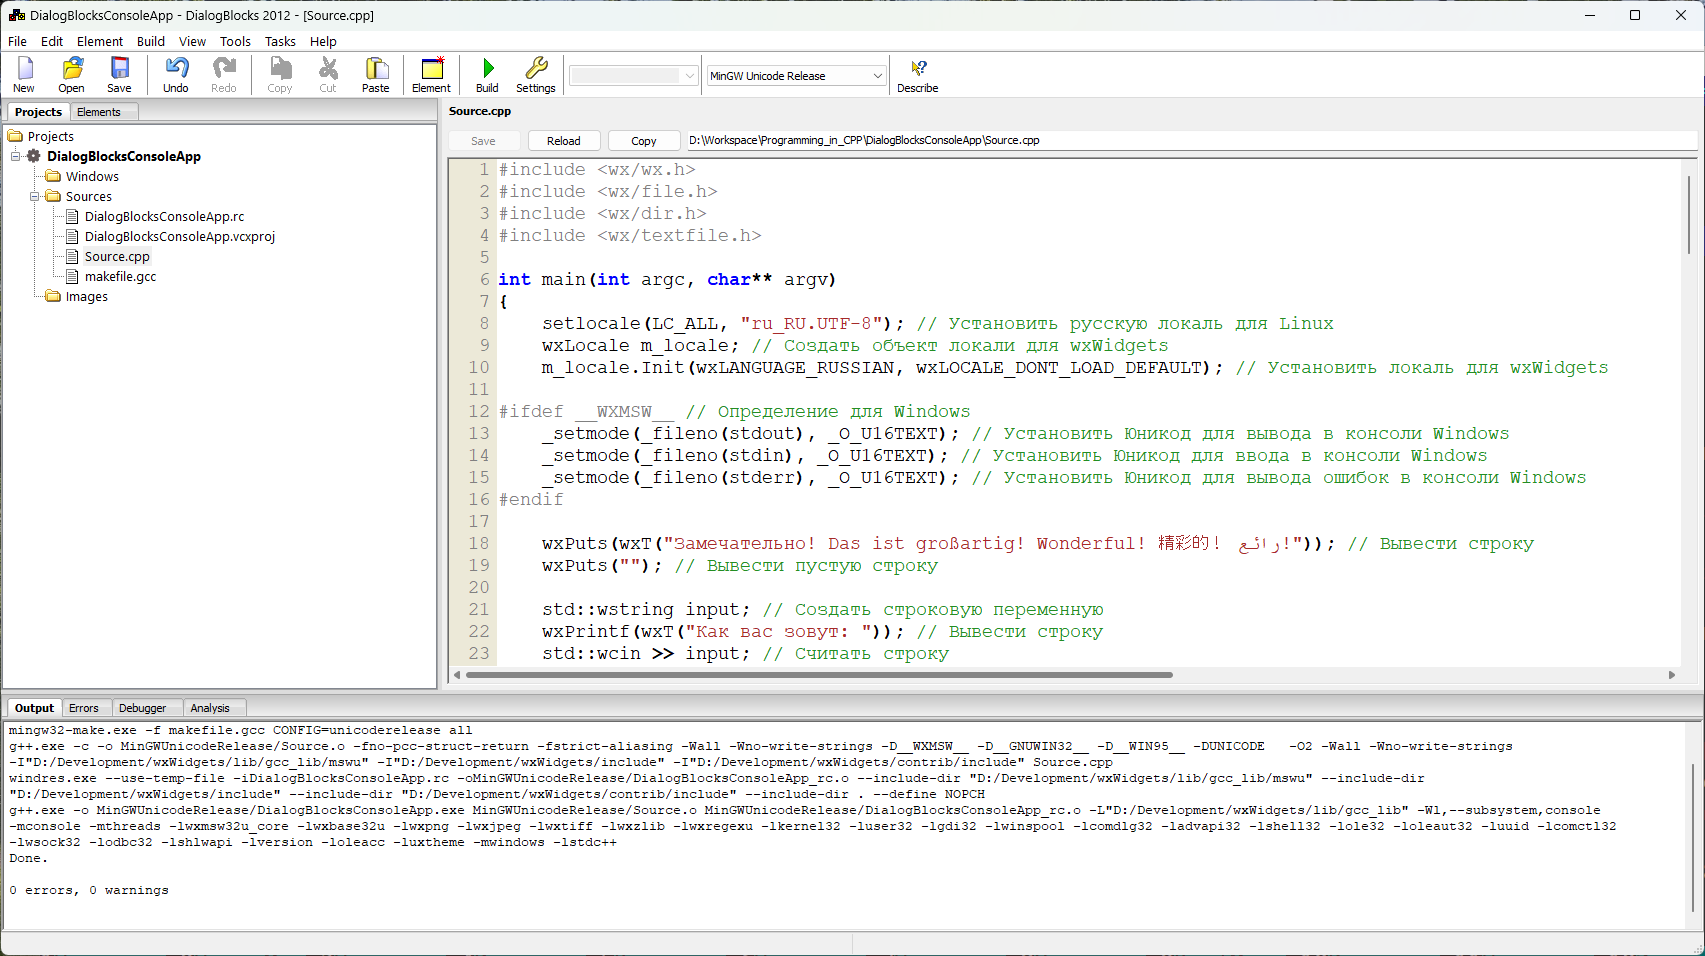 DialogBlocksConsoleApp - DialogBlocks 2012 - [Source.cpp]
File Edit Element Build View Tools Tasks Help
New Open Save Undo Redo Copy Cut Paste Element Build Settings MinGW Unicode Release Describe
Projects Elements
Projects
DialogBlocksConsoleApp
Windows
Sources
DialogBlocksConsoleApp.rc
DialogBlocksConsoleApp.vcxproj
Source.cpp
makefile.gcc
Images
Source.cpp
Save Reload Copy D:\Workspace\Programming_in_CPP\DialogBlocksConsoleApp\Source.cpp
1 #include <wx/wx.h>
2 #include <wx/file.h>
3 #include <wx/dir.h>
4 #include <wx/textfile.h>
5
6 int main(int argc, char** argv)
7 {
8 setlocale(LC_ALL, "ru_RU.UTF-8"); // Установить русскую локаль для Linux
9 wxLocale m_locale; // Создать объект локали для wxWidgets
10 m_locale.Init(wxLANGUAGE_RUSSIAN, wxLOCALE_DONT_LOAD_DEFAULT); // Установить локаль для wxWidgets
11
12 #ifdef __WXMSW__ // Определение для Windows
13 _setmode(_fileno(stdout), _O_U16TEXT); // Установить Юникод для вывода в консоли Windows
14 _setmode(_fileno(stdin), _O_U16TEXT); // Установить Юникод для ввода в консоли Windows
15 _setmode(_fileno(stderr), _O_U16TEXT); // Установить Юникод для вывода ошибок в консоли Windows
16 #endif
17
18 wxPuts(wxT("Замечательно! Das ist großartig! Wonderful! 精彩的! رائع!")); // Вывести строку
19 wxPuts(""); // Вывести пустую строку
20
21 std::wstring input; // Создать строковую переменную
22 wxPrintf(wxT("Как вас зовут: ")); // Вывести строку
23 std::wcin >> input; // Считать строку
Output Errors Debugger Analysis
mingw32-make.exe -f makefile.gcc CONFIG=unicoderelease all
g++.exe -c -o MinGWUnicodeRelease/Source.o -fno-pcc-struct-return -fstrict-aliasing -Wall -Wno-write-strings -D__WXMSW__ -D__GNUWIN32__ -D__WIN95__ -DUNICODE -O2 -Wall -Wno-write-strings
-I"D:/Development/wxWidgets/lib/gcc_lib/mswu" -I"D:/Development/wxWidgets/include" -I"D:/Development/wxWidgets/contrib/include" Source.cpp
windres.exe --use-temp-file -iDialogBlocksConsoleApp.rc -oMinGWUnicodeRelease/DialogBlocksConsoleApp_rc.o --include-dir "D:/Development/wxWidgets/lib/gcc_lib/mswu" --include-dir
"D:/Development/wxWidgets/include" --include-dir "D:/Development/wxWidgets/contrib/include" --include-dir . --define NOPCH
g++.exe -o MinGWUnicodeRelease/DialogBlocksConsoleApp.exe MinGWUnicodeRelease/Source.o MinGWUnicodeRelease/DialogBlocksConsoleApp_rc.o -L"D:/Development/wxWidgets/lib/gcc_lib" -Wl,--subsystem,console
-mconsole -mthreads -lwxmsw32u_core -lwxbase32u -lwxpng -lwxjpeg -lwxtiff -lwxzlib -lwxregexu -lkernel32 -luser32 -lgdi32 -lwinspool -lcomdlg32 -ladvapi32 -lshell32 -lole32 -loleaut32 -luuid -lcomctl32
-lwsock32 -lodbc32 -lshlwapi -lversion -loleacc -luxtheme -mwindows -lstdc++
Done.
0 errors, 0 warnings